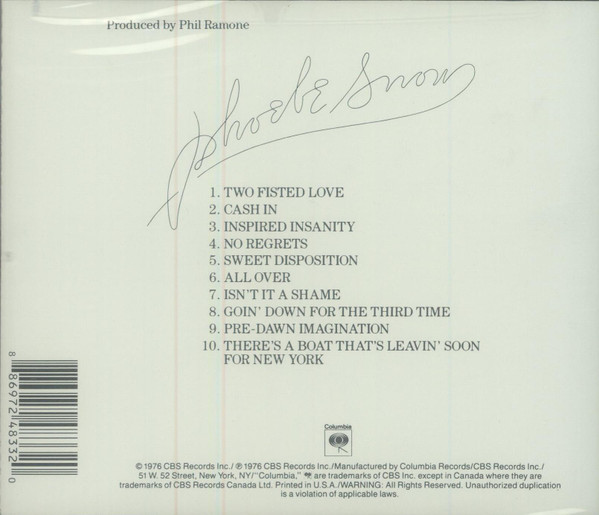 Produced by Phil Ramone
Phoebe Snow
1. TWO FISTED LOVE
2. CASH IN
3. INSPIRED INSANITY
4. NO REGRETS
5. SWEET DISPOSITION
6. ALL OVER
7. ISN'T IT A SHAME
8. GOIN' DOWN FOR THE THIRD TIME
9. PRE-DAWN IMAGINATION
10. THERE'S A BOAT THAT'S LEAVIN' SOON
FOR NEW YORK
8 86972 48332 0
Columbia
© 1976 CBS Records Inc./ ℗ 1976 CBS Records Inc./Manufactured by Columbia Records/CBS Records Inc./
51 W. 52 Street, New York, NY/"Columbia," are trademarks of CBS Inc. except in Canada where they are
trademarks of CBS Records Canada Ltd. Printed in U.S.A./WARNING: All Rights Reserved. Unauthorized duplication
is a violation of applicable laws.